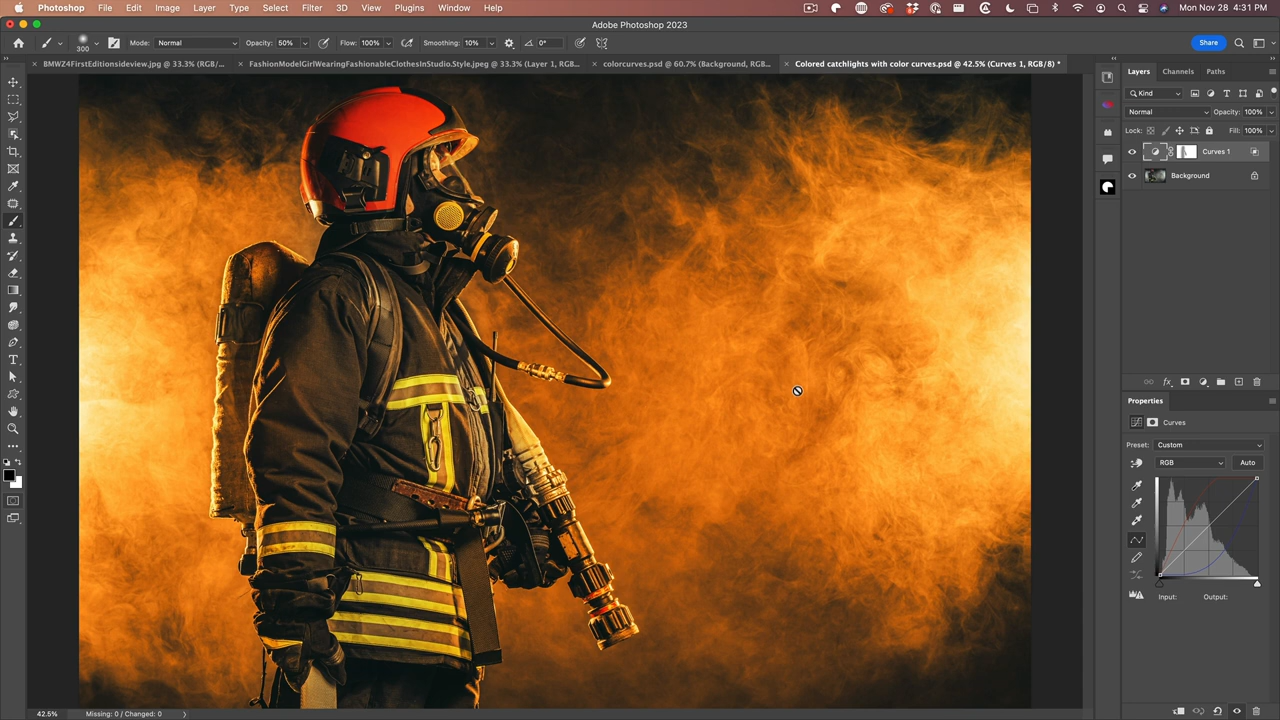 Photoshop File Edit Image Layer Type Select Filter 3D View Plugins Window Help Mon Nov 28 4:31 PM
Adobe Photoshop 2023
300 Mode: Normal Opacity: 50% Flow: 100% Smoothing: 10% 0° Share
BMWZ4FirstEditionsideview.jpg @ 33.3% (RGB/... FashionModelGirlWearingFashionableClothesInStudio.Style.jpeg @ 33.3% (Layer 1, RGB... colorcurves.psd @ 60.7% (Background, RGB... Colored catchlights with color curves.psd @ 42.5% (Curves 1, RGB/8) *
Layers Channels Paths
Kind
Normal Opacity: 100%
Lock: Fill: 100%
Curves 1
Background
fx
Properties
Curves
Preset: Custom
RGB Auto
Input: Output:
42.5% Missing: 0 / Changed: 0